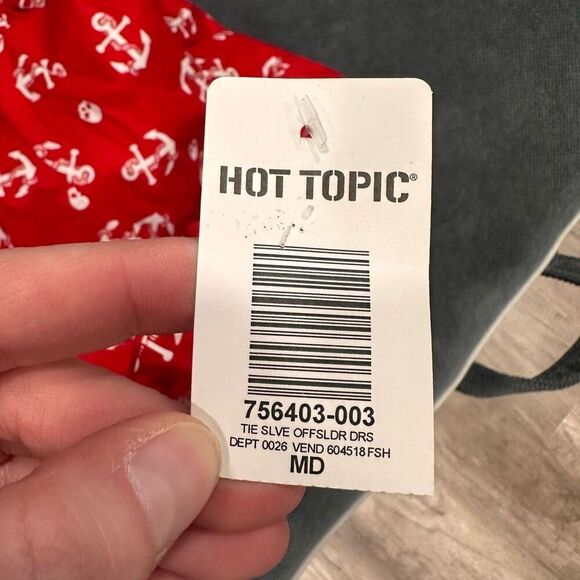 HOT TOPIC®
756403-003
TIE SLVE OFFSLDR DRS
DEPT 0026 VEND 604518 FSH
MD